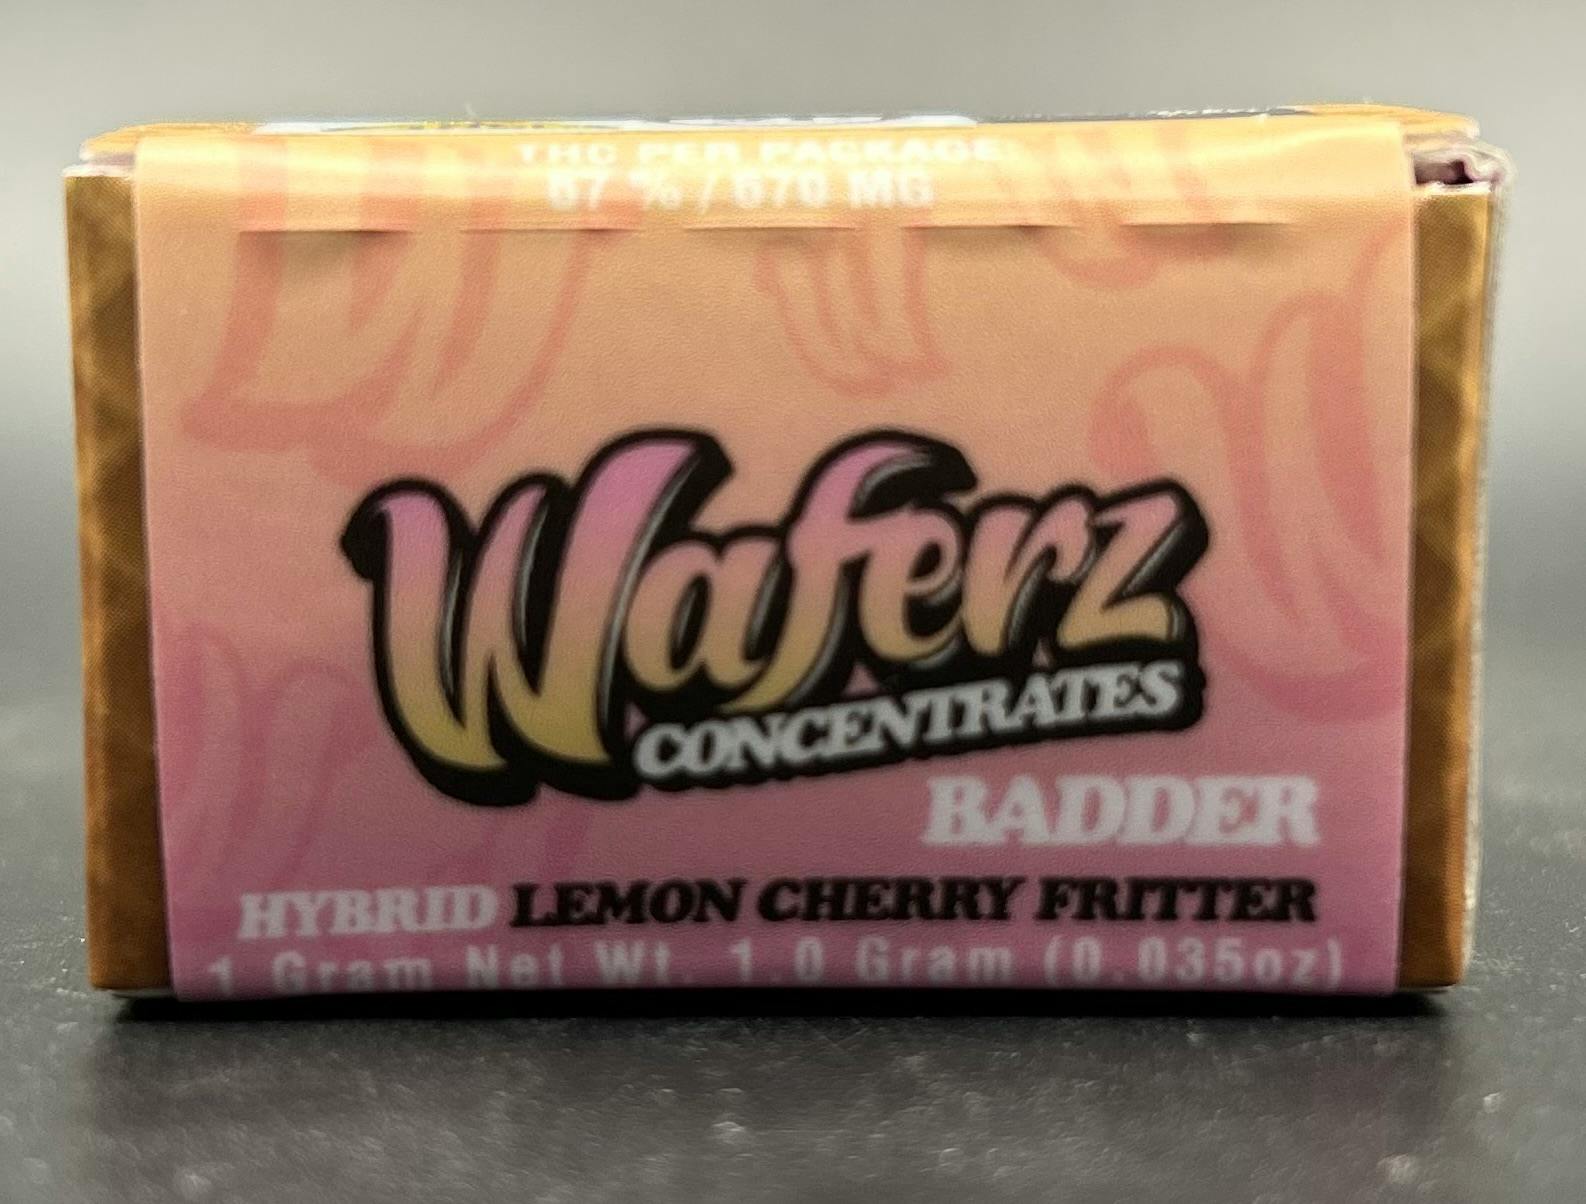 THC PER PACKAGE:
67 % / 670 MG
Waferz
CONCENTRATES
BADDER
HYBRID LEMON CHERRY FRITTER
1 Gram Net Wt. 1.0 Gram (0.035oz)